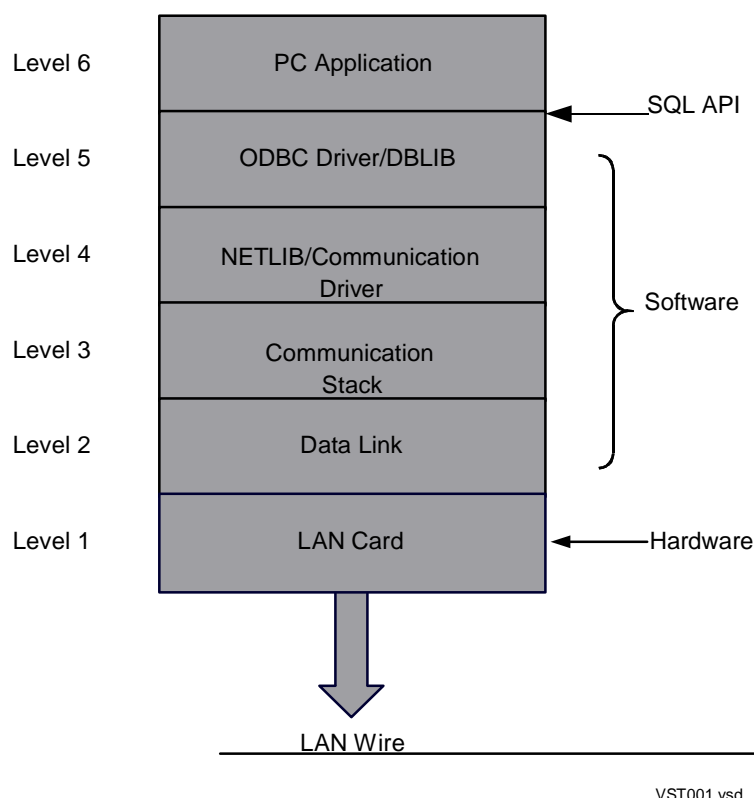 Level 6
PC Application
SQL API
Level 5
ODBC Driver/DBLIB
Level 4
NETLIB/Communication
Driver
Software
Level 3
Communication
Stack
Level 2
Data Link
Level 1
LAN Card
Hardware
LAN Wire
VST001.vsd